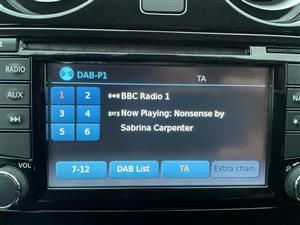 DAB-P1
TA
RADIO
AUX
VOL
1 2
3 4
5 6
BBC Radio 1
Now Playing: Nonsense by
Sabrina Carpenter
7-12
DAB List
TA
Extra chan.